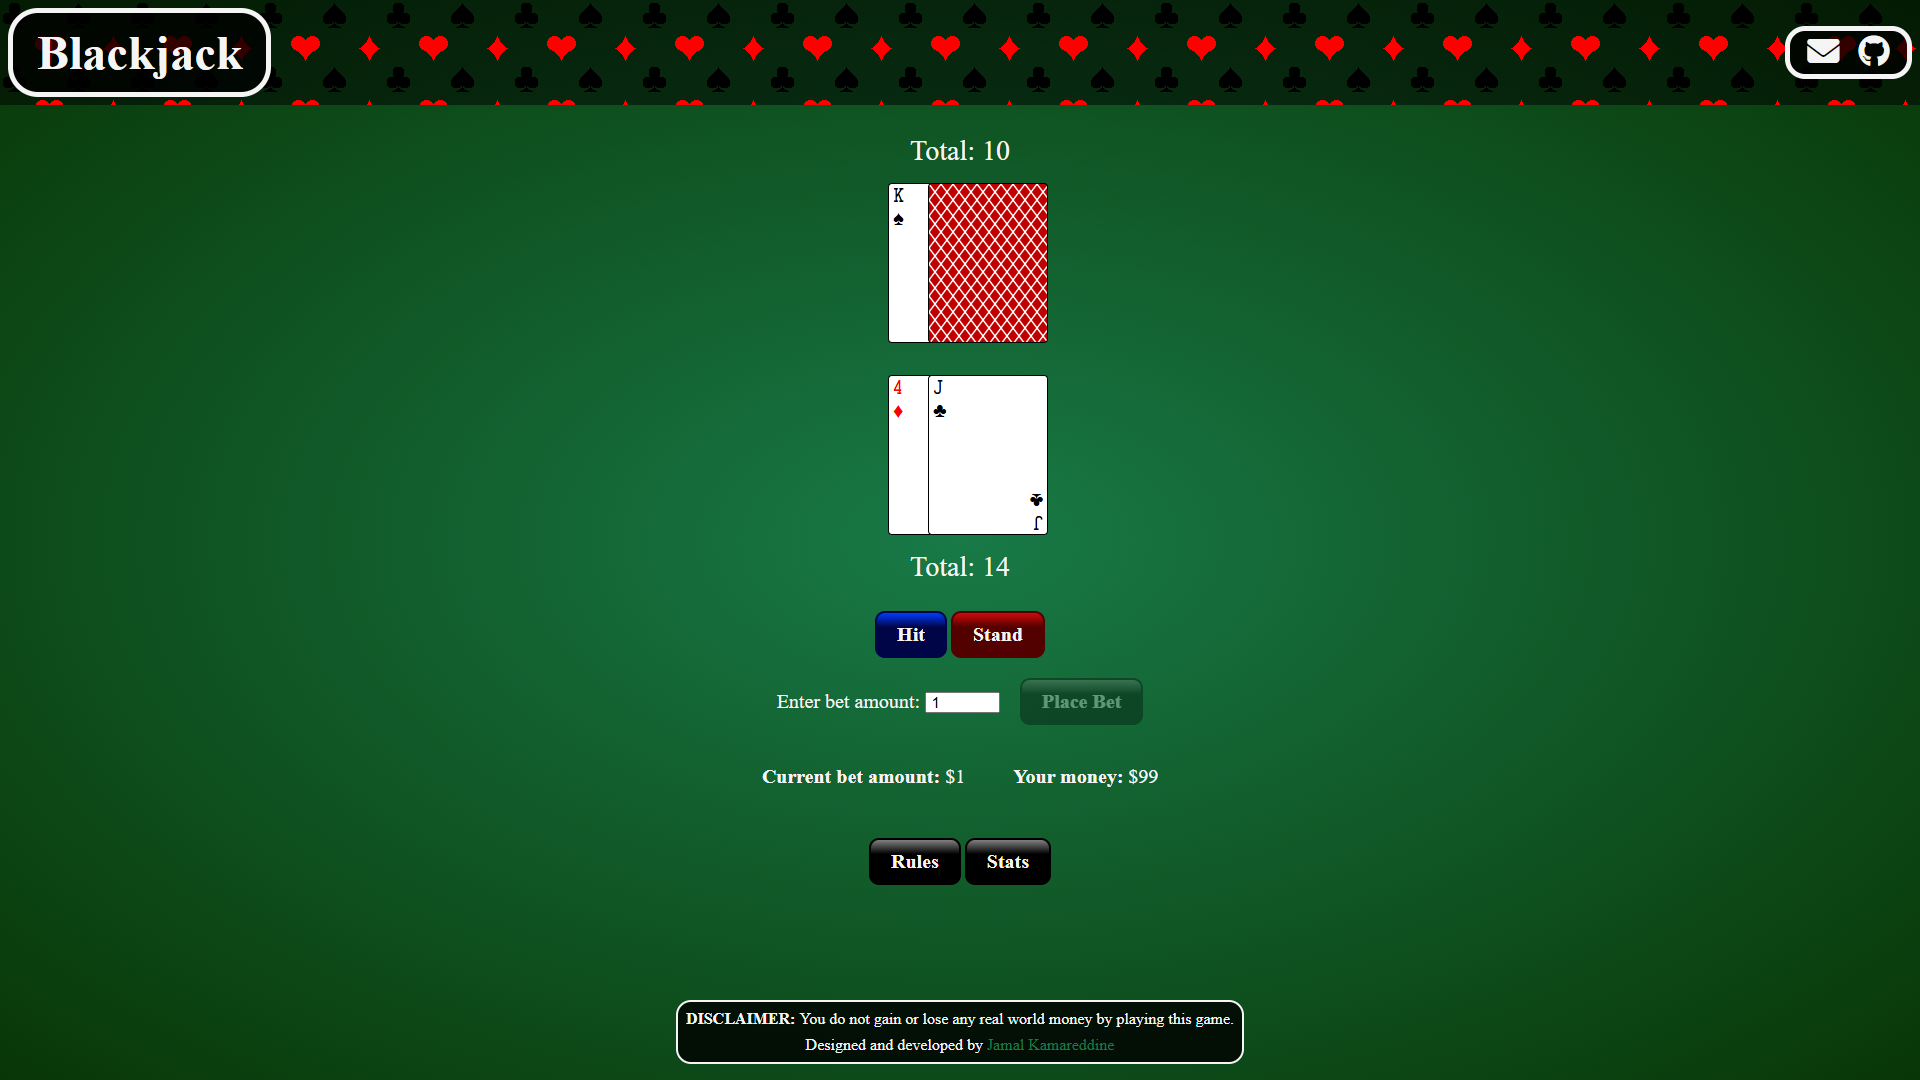 Blackjack
Total: 10
K
4
J
J
Total: 14
Hit Stand
Enter bet amount: 1 Place Bet
Current bet amount: $1 Your money: $99
Rules Stats
DISCLAIMER: You do not gain or lose any real world money by playing this game.
Designed and developed by Jamal Kamareddine